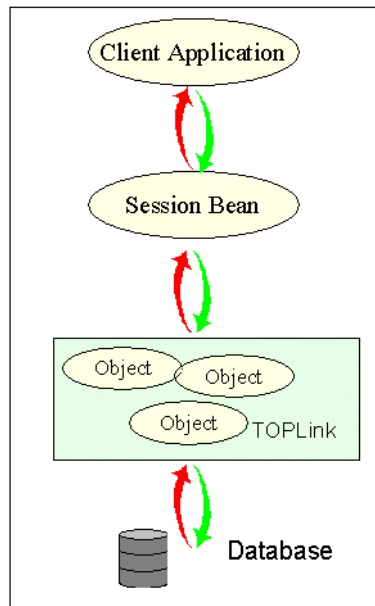 Client Application
Session Bean
Object
Object
Object
TOPLink
Database